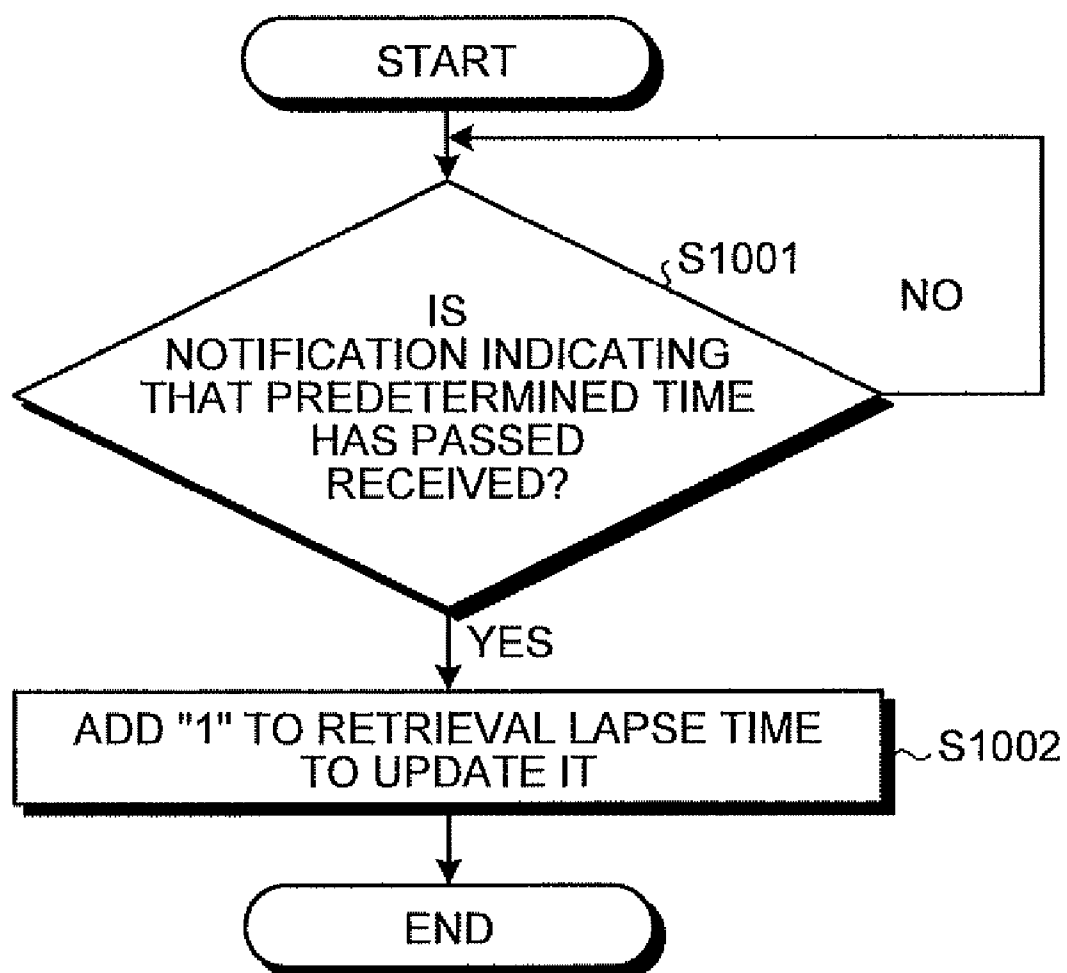 START
S1001
NO
IS
NOTIFICATION INDICATING
THAT PREDETERMINED TIME
HAS PASSED
RECEIVED?
YES
ADD "1" TO RETRIEVAL LAPSE TIME
TO UPDATE IT
S1002
END